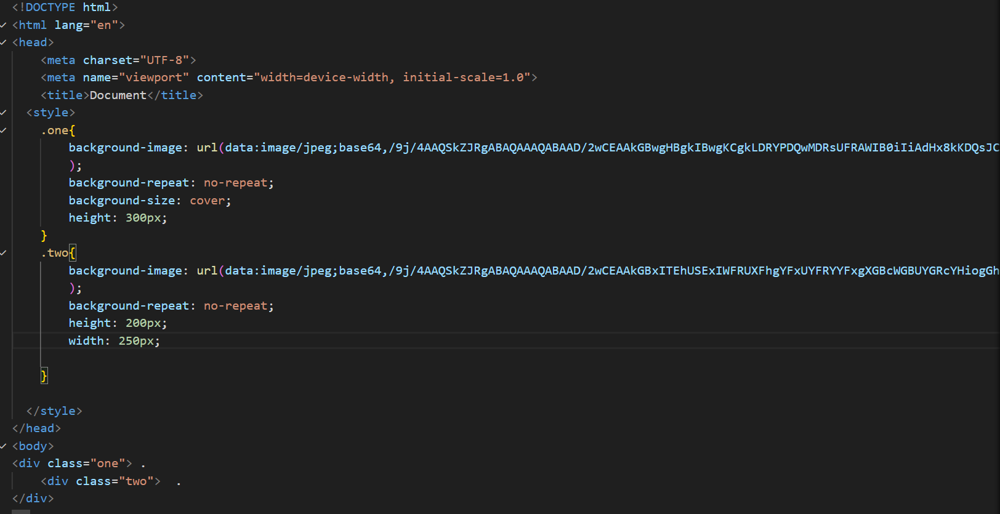 <!DOCTYPE html>
<html lang="en">
<head>
<meta charset="UTF-8">
<meta name="viewport" content="width=device-width, initial-scale=1.0">
<title>Document</title>
<style>
.one{
background-image: url(data:image/jpeg;base64,/9j/4AAQSkZJRgABAQAAAQABAAD/2wCEAAkGBwgHBgkIBwgKCgkLDRYPDQwMDRsUFRAWIB0iIiAdHx8kKDQsJC
);
background-repeat: no-repeat;
background-size: cover;
height: 300px;
}
.two{
background-image: url(data:image/jpeg;base64,/9j/4AAQSkZJRgABAQAAAQABAAD/2wCEAAkGBxITEhUSExIWFRUXFhgYFxUYFRYYFxgXGBcWGBUYGRcYHiogGh
);
background-repeat: no-repeat;
height: 200px;
width: 250px;
}
</style>
</head>
<body>
<div class="one"> .
<div class="two">  .
</div>